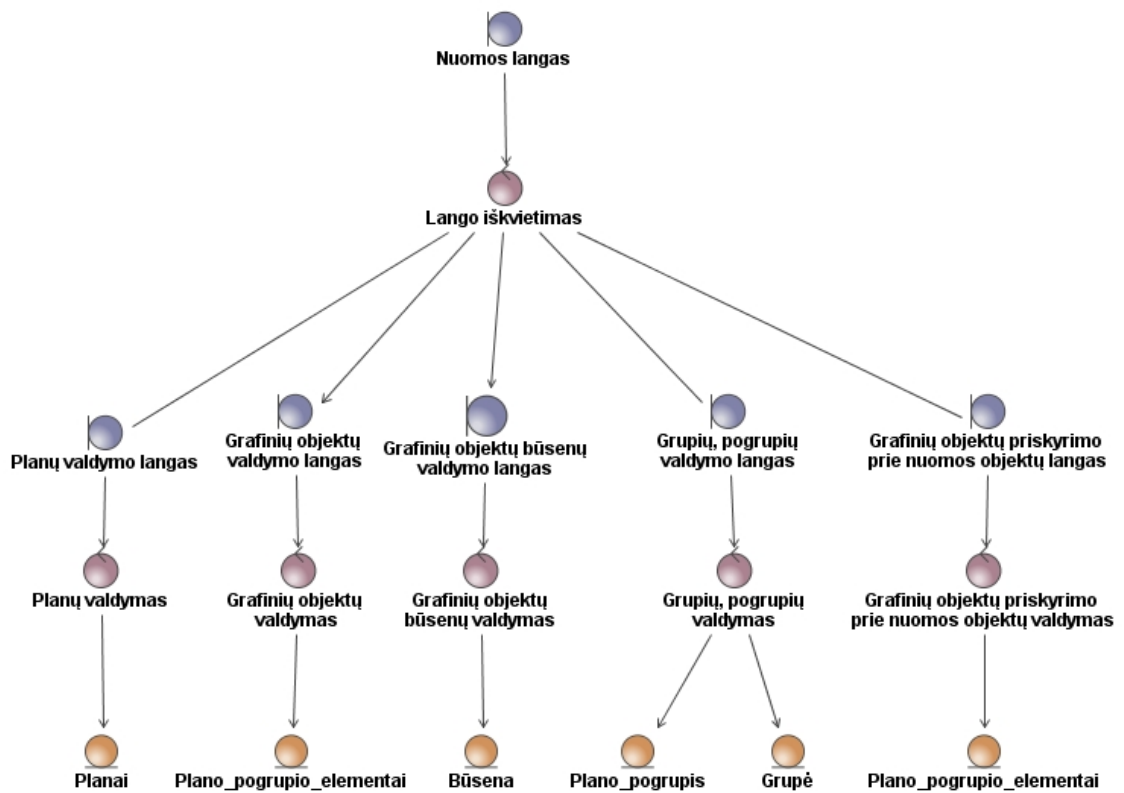 Nuomos langas
Lango iškvietimas
Planų valdymo langas
Grafinių objektų
valdymo langas
Grafinių objektų būsenų
valdymo langas
Grupių, pogrupių
valdymo langas
Grafinių objektų priskyrimo
prie nuomos objektų langas
Planų valdymas
Grafinių objektų
valdymas
Grafinių objektų
būsenų valdymas
Grupių, pogrupių
valdymas
Grafinių objektų priskyrimo
prie nuomos objektų valdymas
Planai
Plano_pogrupio_elementai
Būsena
Plano_pogrupis
Grupė
Plano_pogrupio_elementai